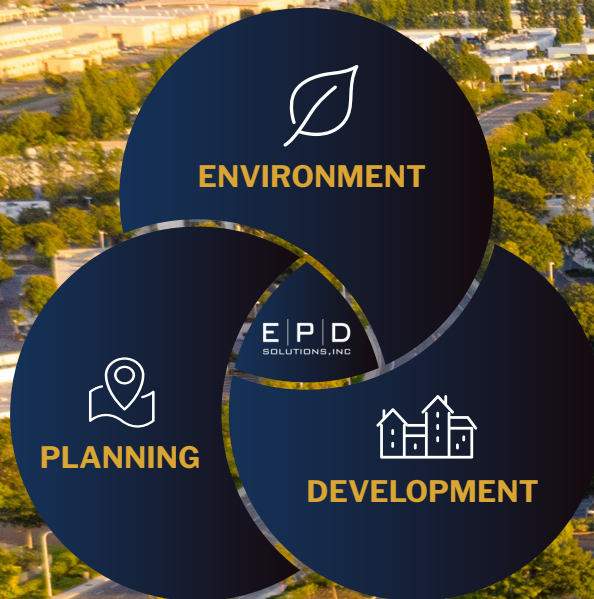 ENVIRONMENT
E|P|D
SOLUTIONS,INC
PLANNING
DEVELOPMENT